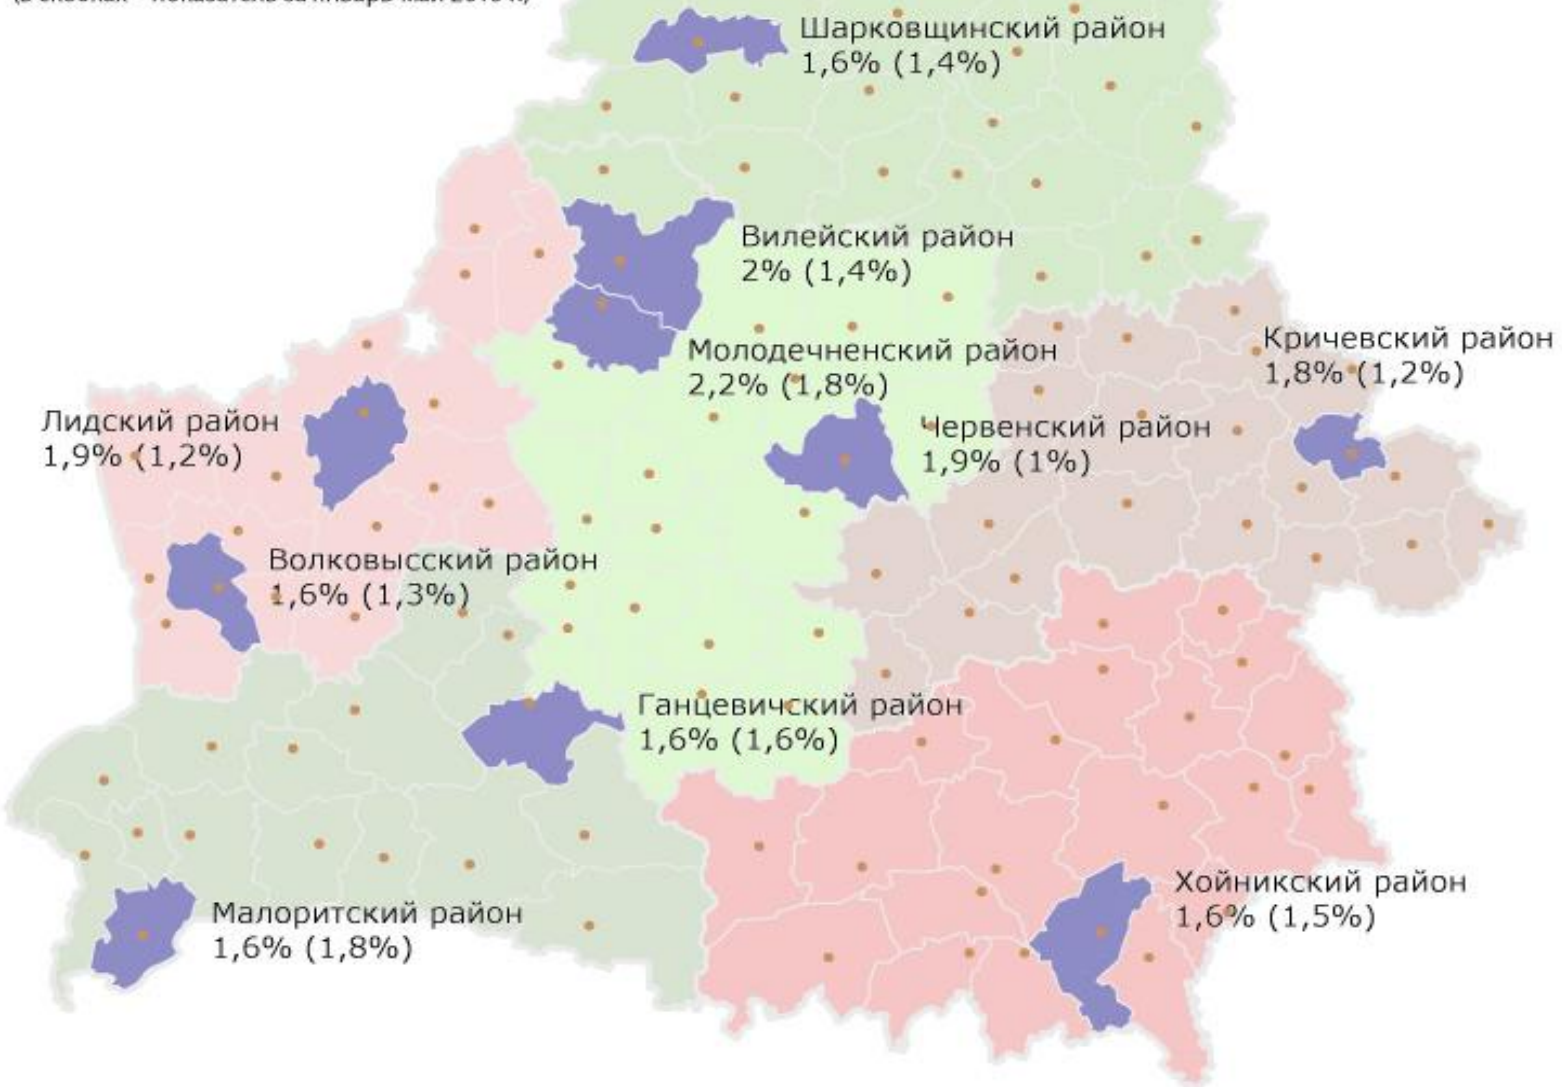 Шарковщинский район
1,6% (1,4%)
Вилейский район
2% (1,4%)
Молодечненский район
2,2% (1,8%)
Кричевский район
1,8% (1,2%)
Лидский район
1,9% (1,2%)
Червенский район
1,9% (1%)
Волковысский район
1,6% (1,3%)
Ганцевичский район
1,6% (1,6%)
Хойникский район
1,6% (1,5%)
Малоритский район
1,6% (1,8%)